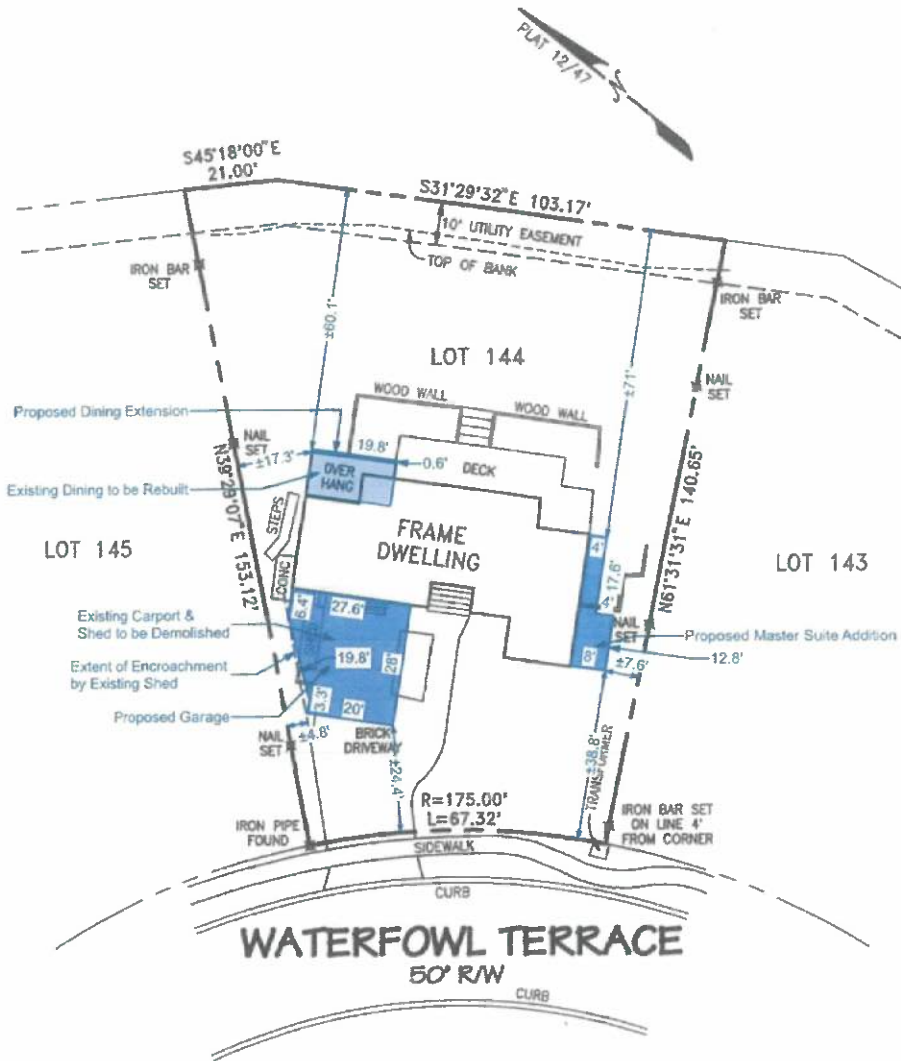 PLAT 12/47
N
S45°18'00"E
21.00'
S31°29'32"E 103.17'
10' UTILITY EASEMENT
TOP OF BANK
IRON BAR
SET
IRON BAR
SET
±60.1'
±71'
LOT 144
NAIL
SET
WOOD WALL
WOOD WALL
Proposed Dining Extension
NAIL
SET
±17.3'
19.8'
0.6'
DECK
OVER
HANG
Existing Dining to be Rebuilt
N39°29'07"E 153.12'
N61°31'31"E 140.65'
STEPS
LOT 145
FRAME
DWELLING
4'
17.6'
LOT 143
CONC
4'
6.4'
27.6'
Existing Carport &
Shed to be Demolished
NAIL
SET
Proposed Master Suite Addition
Extent of Encroachment
by Existing Shed
19.8'
28'
8'
12.8'
±7.6'
Proposed Garage
3.3'
20'
±4.8'
BRICK
DRIVEWAY
NAIL
SET
±24.4'
±38.8'
TRANSFORMER
R=175.00'
L=67.32'
IRON PIPE
FOUND
IRON BAR SET
ON LINE 4'
FROM CORNER
SIDEWALK
CURB
WATERFOWL TERRACE
50' R/W
CURB